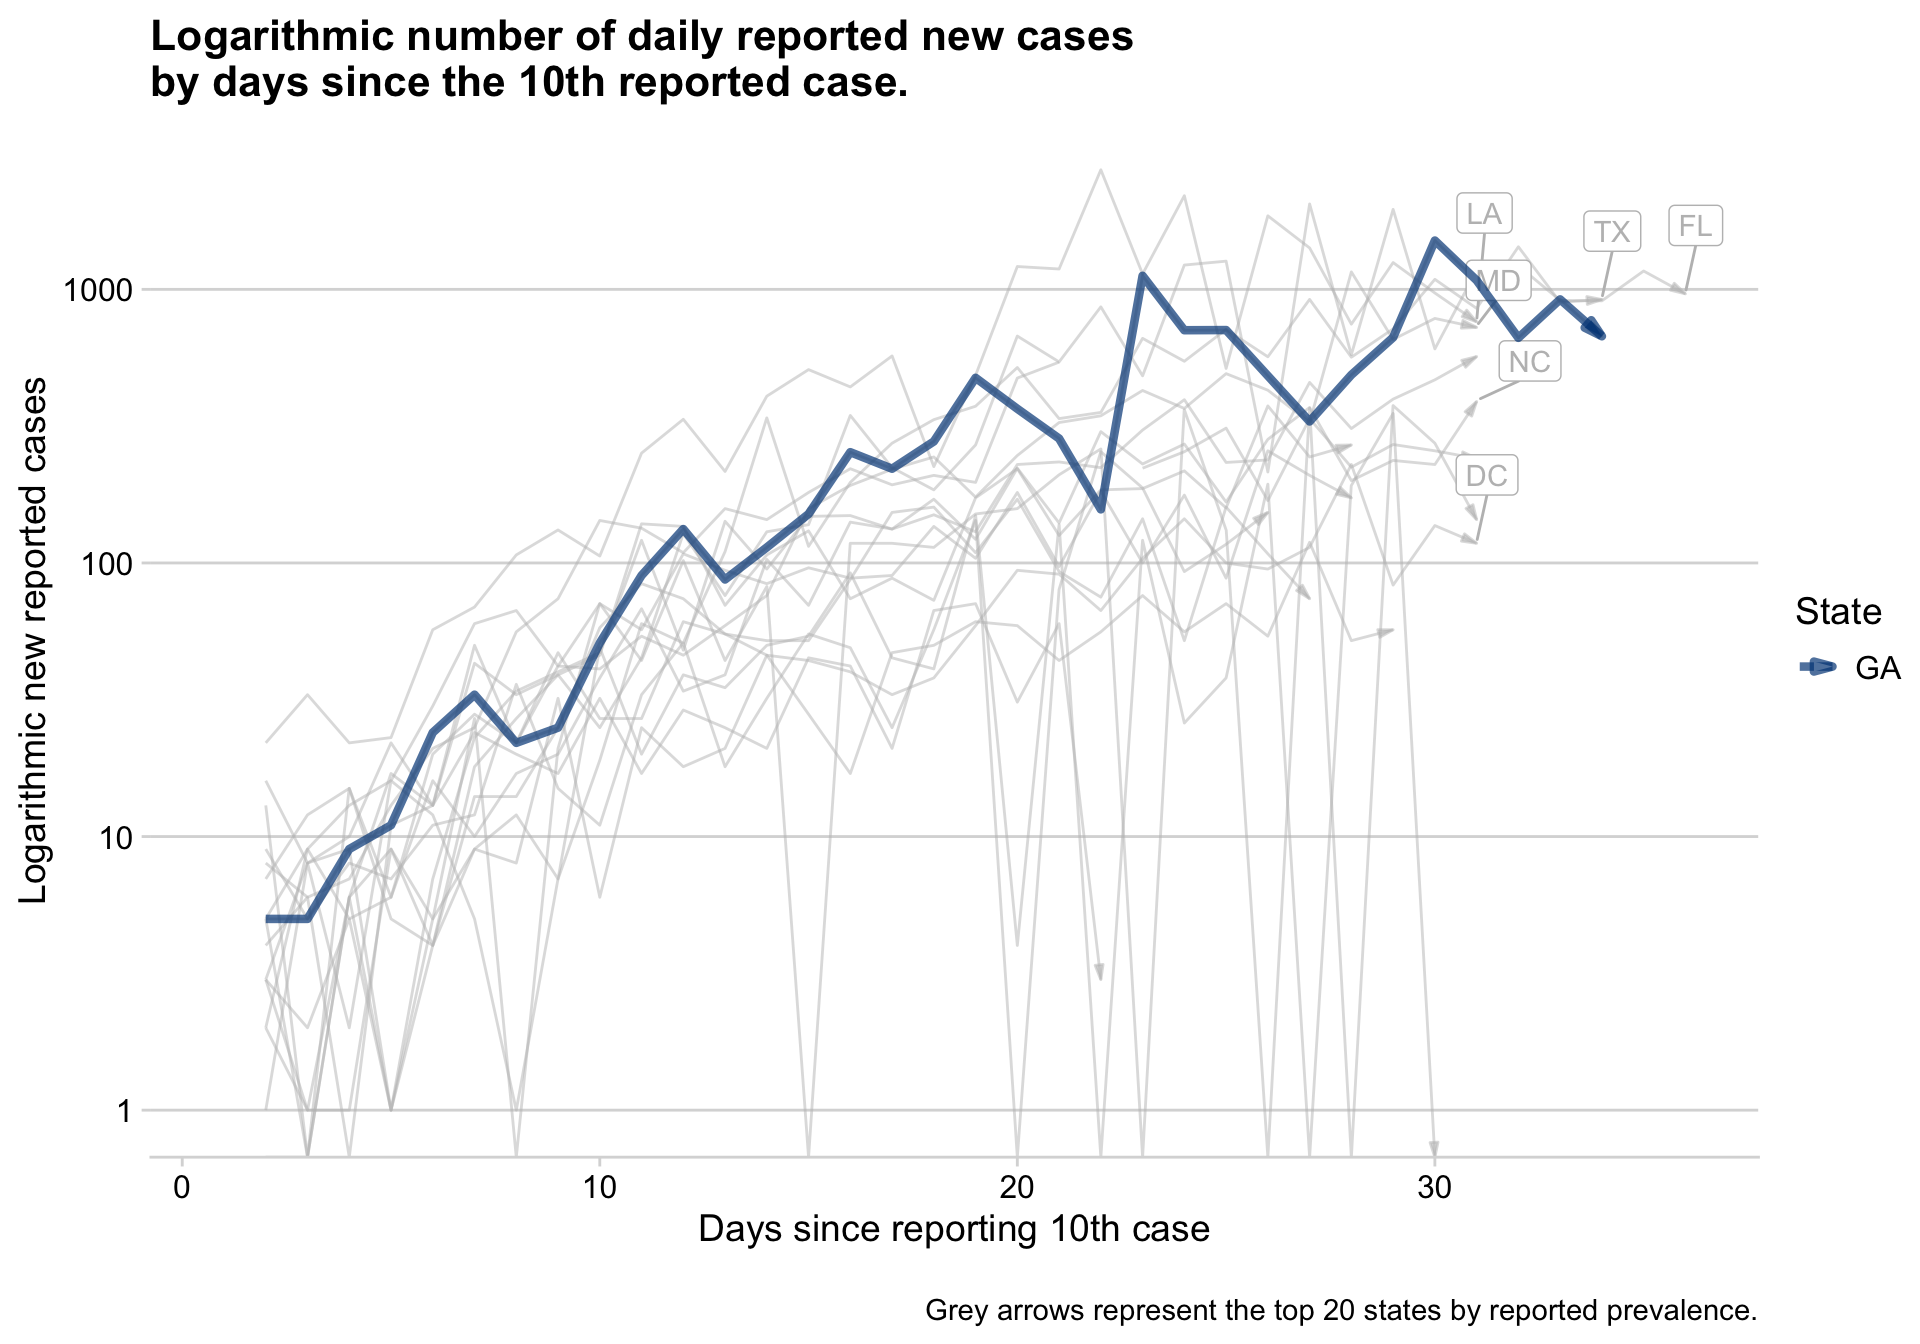 Logarithmic number of daily reported new cases
by days since the 10th reported case.
Logarithmic new reported cases
1000
100
10
1
LA
TX
FL
MD
NC
DC
State
GA
0
10
20
30
Days since reporting 10th case
Grey arrows represent the top 20 states by reported prevalence.